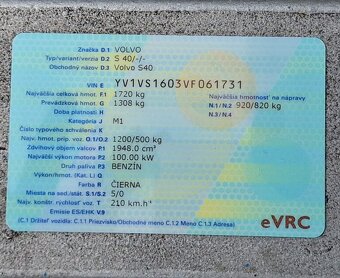 Značka D.1 VOLVO
Typ/variant/verzia D.2 S 40/-/-
Obchodný názov D.3 Volvo S40
VIN E YV1VS1603VF061731
Najväčšia celková hmot. F.1 1720 kg Najväčšia hmotnosť na nápravy
Prevádzková hmot. G 1308 kg N.1/N.2 920/820 kg
Doba platnosti H N.3/N.4
Kategória J M1
Číslo typového schválenia K
Najväčšia hmot. príp. voz. O.1/O.2 1200/500 kg
Zdvihový objem valcov P.1 1948.0 cm³
Najväčší výkon motora P.2 100.00 kW
Druh paliva P.3 BENZÍN
Výkon/hmot. (Kat. L) Q
Farba R ČIERNA
Miesta na sed./stát. S.1/S.2 5/0
Najv. konštr. rýchlosť voz. T 210 km.h⁻¹
Emisie ES/EHK V.9 eVRC
(C.1 Držiteľ vozidla: C.1.1 Priezvisko/Obchodné meno C.1.2 Meno C.1.3 Adresa)